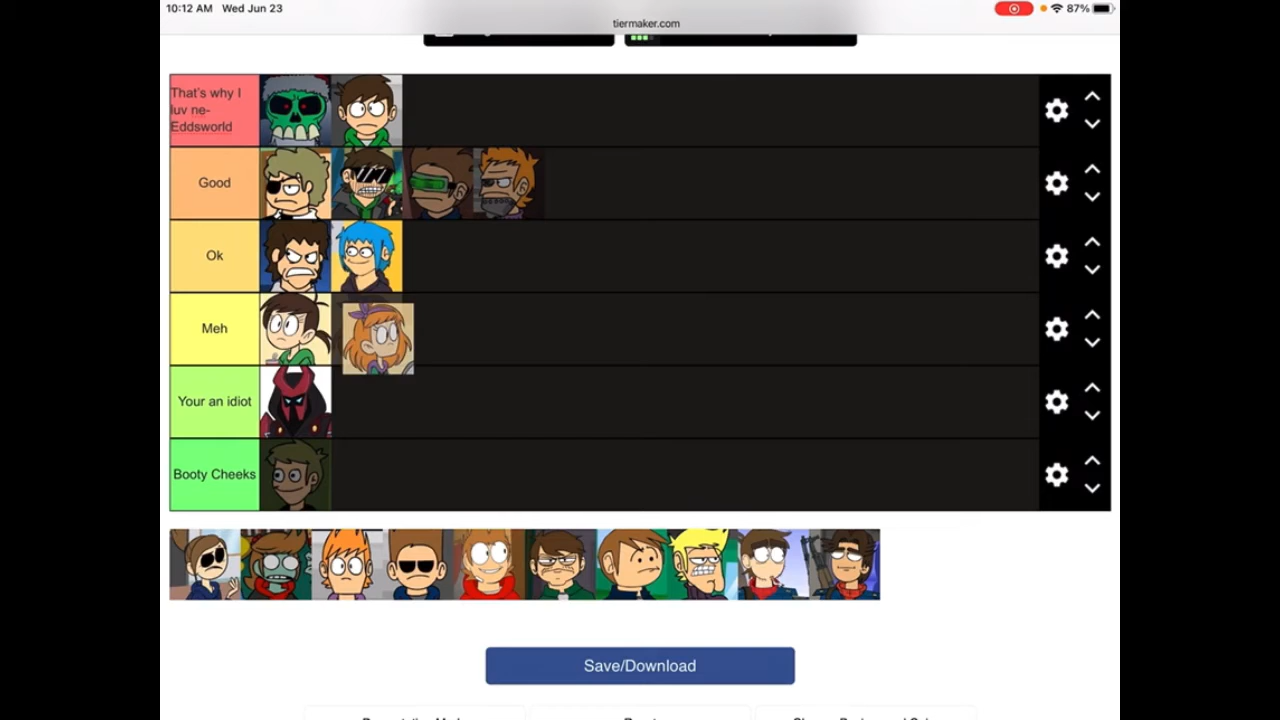 10:12 AM Wed Jun 23
87%
tiermaker.com
That's why I
luv ne-
Eddsworld
Good
Ok
Meh
Your an idiot
Booty Cheeks
Save/Download